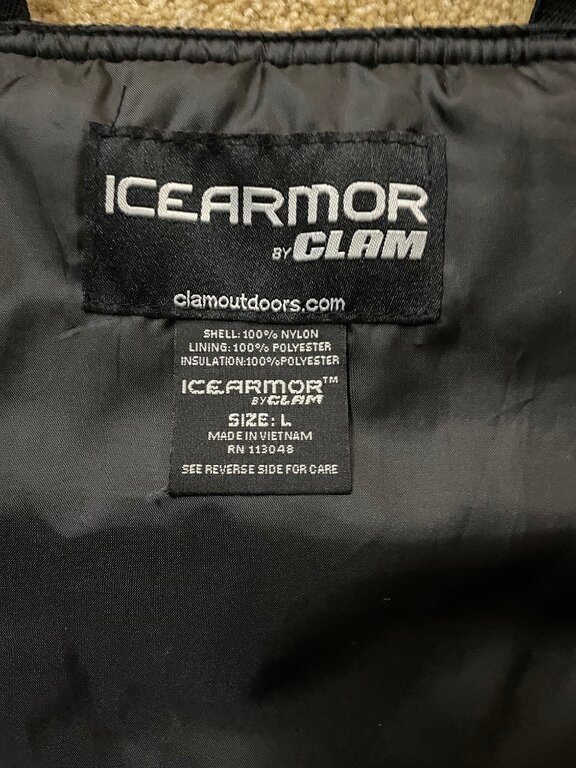 ICEARMOR
BY CLAM
clamoutdoors.com
SHELL: 100% NYLON
LINING: 100% POLYESTER
INSULATION:100%POLYESTER
ICEARMOR™
BY CLAM
SIZE: L
MADE IN VIETNAM
RN 113048
SEE REVERSE SIDE FOR CARE